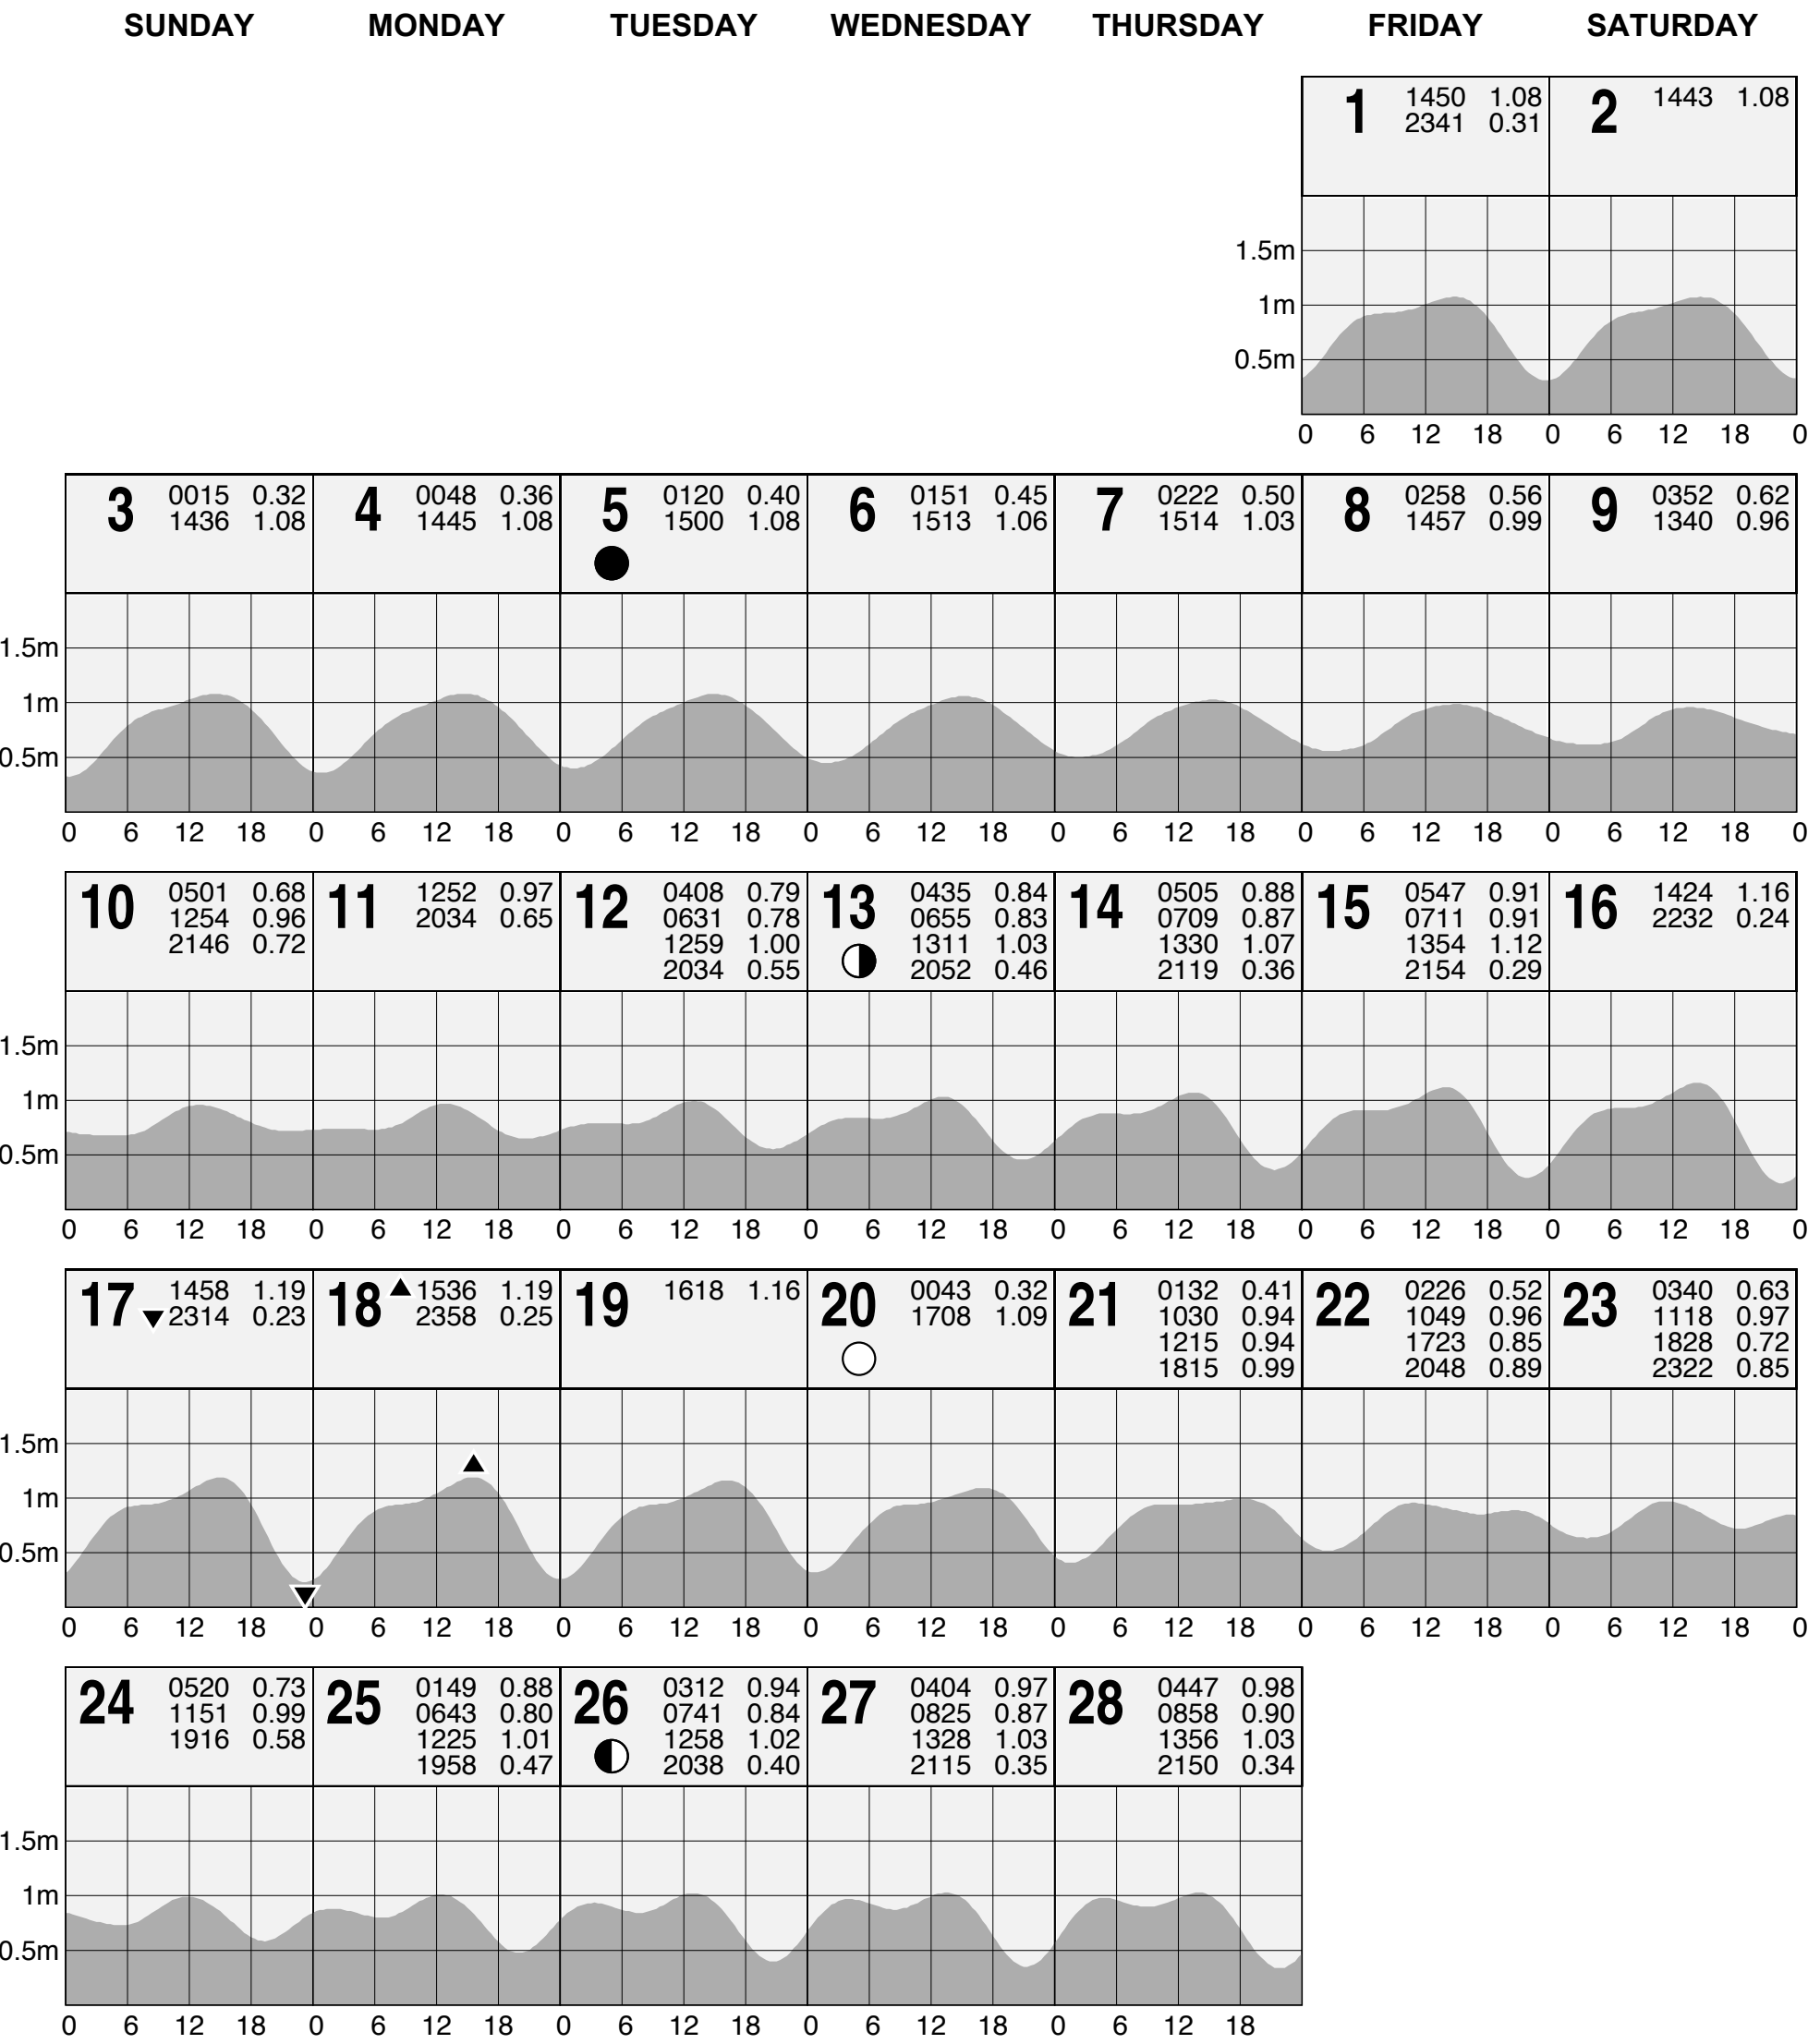 SUNDAY MONDAY TUESDAY WEDNESDAY THURSDAY FRIDAY SATURDAY
1 1450 1.08
2341 0.31
2 1443 1.08
1.5m
1m
0.5m
0 6 12 18 0 6 12 18 0
3 0015 0.32
1436 1.08
4 0048 0.36
1445 1.08
5 0120 0.40
1500 1.08
6 0151 0.45
1513 1.06
7 0222 0.50
1514 1.03
8 0258 0.56
1457 0.99
9 0352 0.62
1340 0.96
1.5m
1m
0.5m
0 6 12 18 0 6 12 18 0 6 12 18 0 6 12 18 0 6 12 18 0 6 12 18 0 6 12 18 0
10 0501 0.68
1254 0.96
2146 0.72
11 1252 0.97
2034 0.65
12 0408 0.79
0631 0.78
1259 1.00
2034 0.55
13 0435 0.84
0655 0.83
1311 1.03
2052 0.46
14 0505 0.88
0709 0.87
1330 1.07
2119 0.36
15 0547 0.91
0711 0.91
1354 1.12
2154 0.29
16 1424 1.16
2232 0.24
1.5m
1m
0.5m
0 6 12 18 0 6 12 18 0 6 12 18 0 6 12 18 0 6 12 18 0 6 12 18 0 6 12 18 0
17 1458 1.19
2314 0.23
18 1536 1.19
2358 0.25
19 1618 1.16
20 0043 0.32
1708 1.09
21 0132 0.41
1030 0.94
1215 0.94
1815 0.99
22 0226 0.52
1049 0.96
1723 0.85
2048 0.89
23 0340 0.63
1118 0.97
1828 0.72
2322 0.85
1.5m
1m
0.5m
0 6 12 18 0 6 12 18 0 6 12 18 0 6 12 18 0 6 12 18 0 6 12 18 0 6 12 18 0
24 0520 0.73
1151 0.99
1916 0.58
25 0149 0.88
0643 0.80
1225 1.01
1958 0.47
26 0312 0.94
0741 0.84
1258 1.02
2038 0.40
27 0404 0.97
0825 0.87
1328 1.03
2115 0.35
28 0447 0.98
0858 0.90
1356 1.03
2150 0.34
1.5m
1m
0.5m
0 6 12 18 0 6 12 18 0 6 12 18 0 6 12 18 0 6 12 18